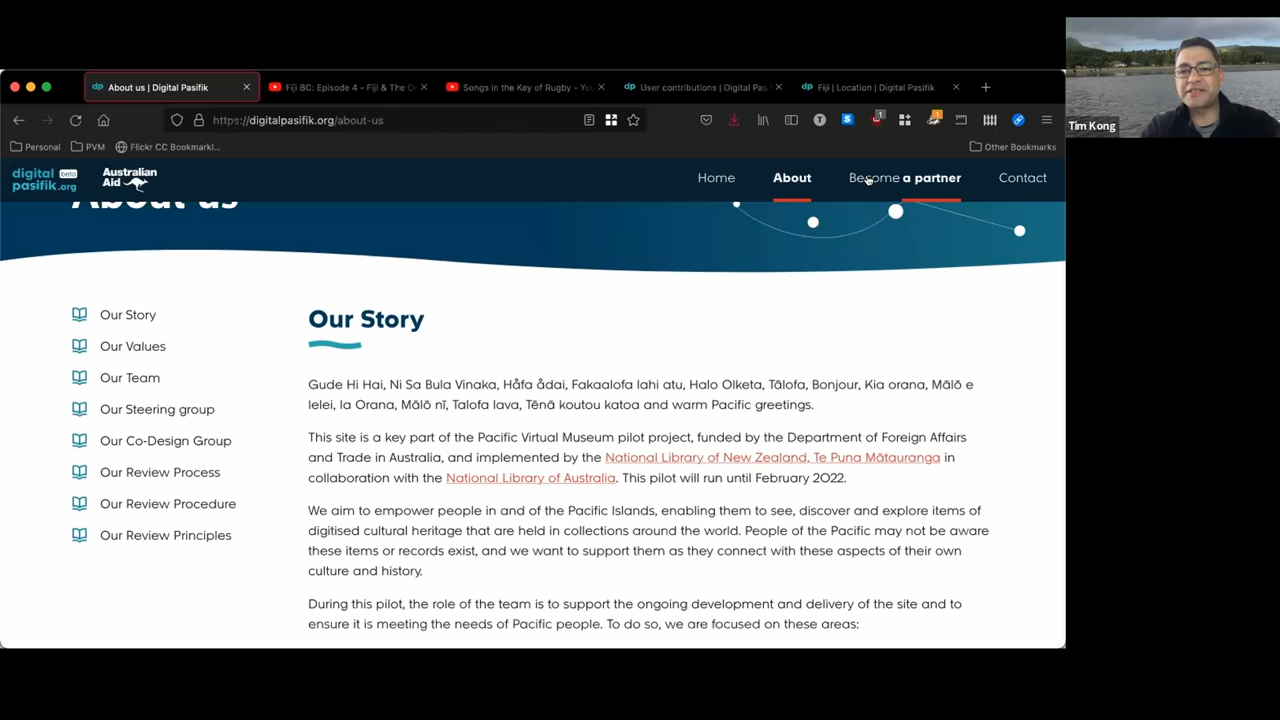 About us | Digital Pasifik
Fiji BC: Episode 4 - Fiji & The O
Songs in the Key of Rugby - Yo
User contributions | Digital Pas
Fiji | Location | Digital Pasifik
https://digitalpasifik.org/about-us
Personal
PVM
Flickr CC Bookmarkl...
Other Bookmarks
digital beta
pasifik.org
Australian
Aid
Home
About
Become a partner
Contact
About us
Our Story
Our Values
Our Team
Our Steering group
Our Co-Design Group
Our Review Process
Our Review Procedure
Our Review Principles
Our Story
Gude Hi Hai, Ni Sa Bula Vinaka, Håfa ådai, Fakaalofa lahi atu, Halo Olketa, Tālofa, Bonjour, Kia orana, Mālō e
lelei, Ia Orana, Mālō nī, Talofa lava, Tēnā koutou katoa and warm Pacific greetings.
This site is a key part of the Pacific Virtual Museum pilot project, funded by the Department of Foreign Affairs
and Trade in Australia, and implemented by the National Library of New Zealand, Te Puna Mātauranga in
collaboration with the National Library of Australia. This pilot will run until February 2022.
We aim to empower people in and of the Pacific Islands, enabling them to see, discover and explore items of
digitised cultural heritage that are held in collections around the world. People of the Pacific may not be aware
these items or records exist, and we want to support them as they connect with these aspects of their own
culture and history.
During this pilot, the role of the team is to support the ongoing development and delivery of the site and to
ensure it is meeting the needs of Pacific people. To do so, we are focused on these areas:
Tim Kong